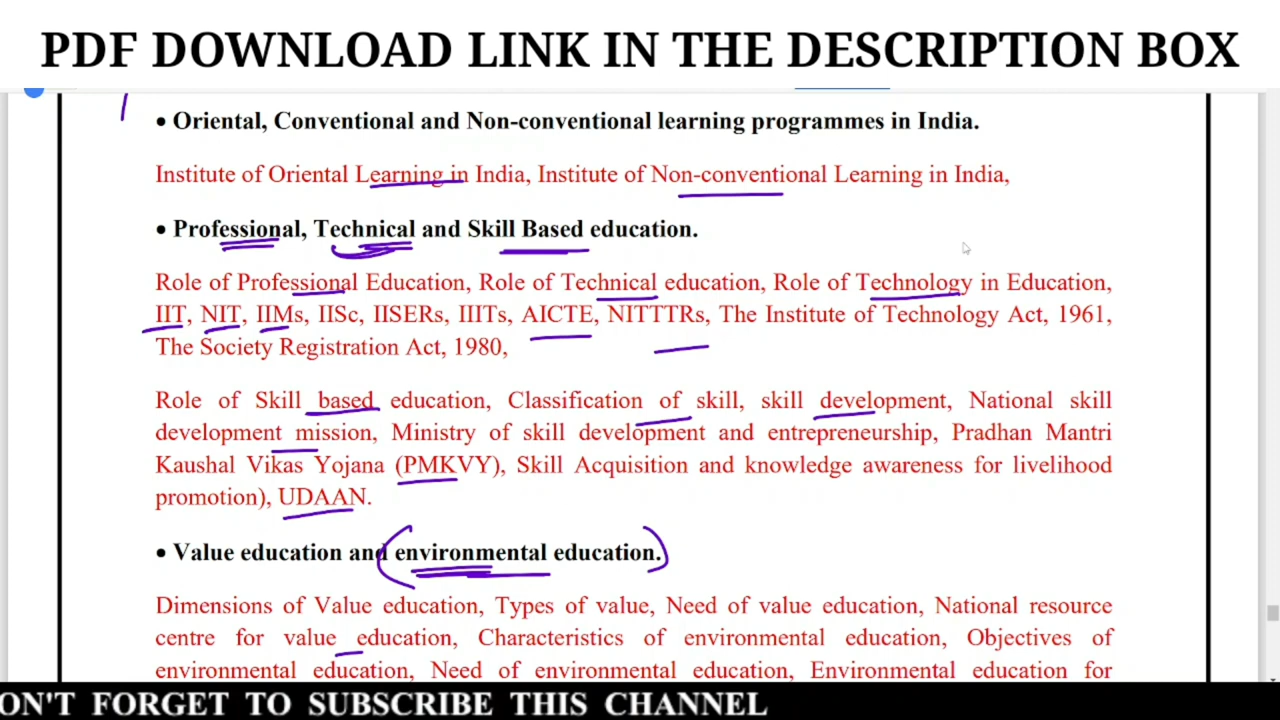 PDF DOWNLOAD LINK IN THE DESCRIPTION BOX
• Oriental, Conventional and Non-conventional learning programmes in India.
Institute of Oriental Learning in India, Institute of Non-conventional Learning in India,
• Professional, Technical and Skill Based education.
Role of Professional Education, Role of Technical education, Role of Technology in Education,
IIT, NIT, IIMs, IISc, IISERs, IIITs, AICTE, NITTTRs, The Institute of Technology Act, 1961,
The Society Registration Act, 1980,
Role of Skill based education, Classification of skill, skill development, National skill
development mission, Ministry of skill development and entrepreneurship, Pradhan Mantri
Kaushal Vikas Yojana (PMKVY), Skill Acquisition and knowledge awareness for livelihood
promotion), UDAAN.
• Value education and environmental education.
Dimensions of Value education, Types of value, Need of value education, National resource
centre for value education, Characteristics of environmental education, Objectives of
environmental education, Need of environmental education, Environmental education for
ON'T FORGET TO SUBSCRIBE THIS CHANNEL